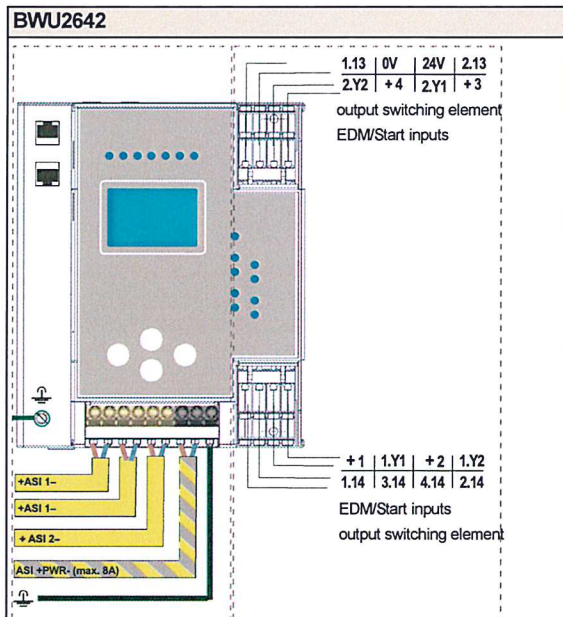 BWU2642
1.13 | 0V | 24V | 2.13
2.Y2 | +4 | 2.Y1 | +3
output switching element
EDM/Start inputs
+ASI 1–
+ASI 1–
+ ASI 2–
ASI +PWR- (max. 8A)
+1 | 1.Y1 | +2 | 1.Y2
1.14 | 3.14 | 4.14 | 2.14
EDM/Start inputs
output switching element